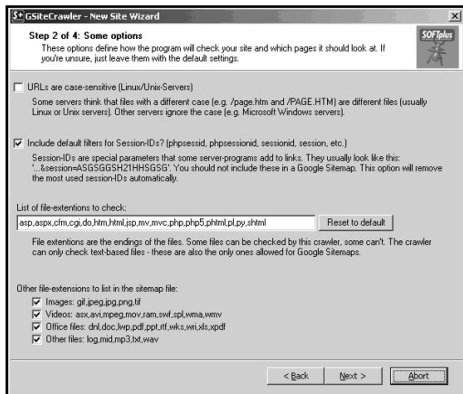 GSiteCrawler - New Site Wizard
Step 2 of 4: Some options
These options define how the program will check your site and which pages it should look at. If
you're unsure, just leave them with the default settings.
SOFTplus
URLs are case-sensitive (Linux/Unix-Servers)
Some servers think that files with a different case (e.g. /page.htm and /PAGE.HTM) are different files (usually
Linux or Unix servers). Other servers ignore the case (e.g. Microsoft Windows servers).
Include default filters for Session-IDs? (phpsessid, phpsessionid, sessionid, session, etc.)
Session-IDs are special parameters that some server-programs add to links. They usually look like this:
'...&session=ASGSGGSH21HHSGSG'. You should not include these in a Google Sitemap. This option will remove
the most used session-IDs automatically.
List of file-extentions to check:
asp,aspx,cfm,cgi,do,htm,html,jsp,mv,mvc,php,php5,phtml,pl,py,shtml
Reset to default
File extentions are the endings of the files. Some files can be checked by this crawler, some can't. The crawler
can only check text-based files - these are also the only ones allowed for Google Sitemaps.
Other file-extensions to list in the sitemap file:
Images: gif,jpeg,jpg,png,tif
Videos: asx,avi,mpeg,mov,ram,swf,spl,wma,wmv
Office files: dnl,doc,lwp,pdf,ppt,rtf,wks,wri,xls,xpdf
Other files: log,mid,mp3,txt,wav
< Back
Next >
Abort